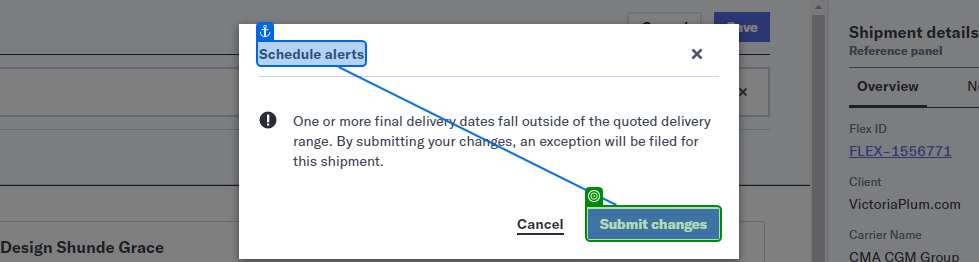 Save
Schedule alerts
One or more final delivery dates fall outside of the quoted delivery
range. By submitting your changes, an exception will be filed for
this shipment.
Cancel
Submit changes
Design Shunde Grace
Shipment details
Reference panel
Overview
Flex ID
FLEX-1556771
Client
VictoriaPlum.com
Carrier Name
CMA CGM Group